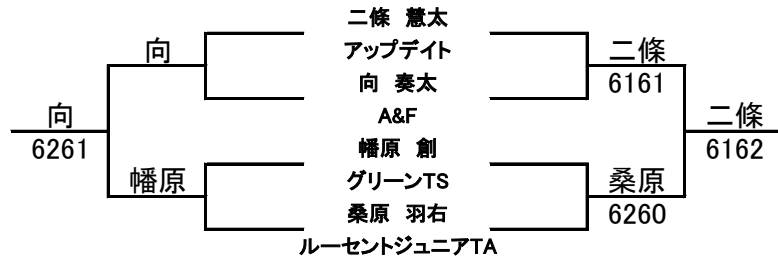 二條　慧太
アップデイト
向　奏太
A&F
幡原　創
グリーンTS
桑原　羽右
ルーセントジュニアTA
向
幡原
向
6261
二條
6161
桑原
6260
二條
6162